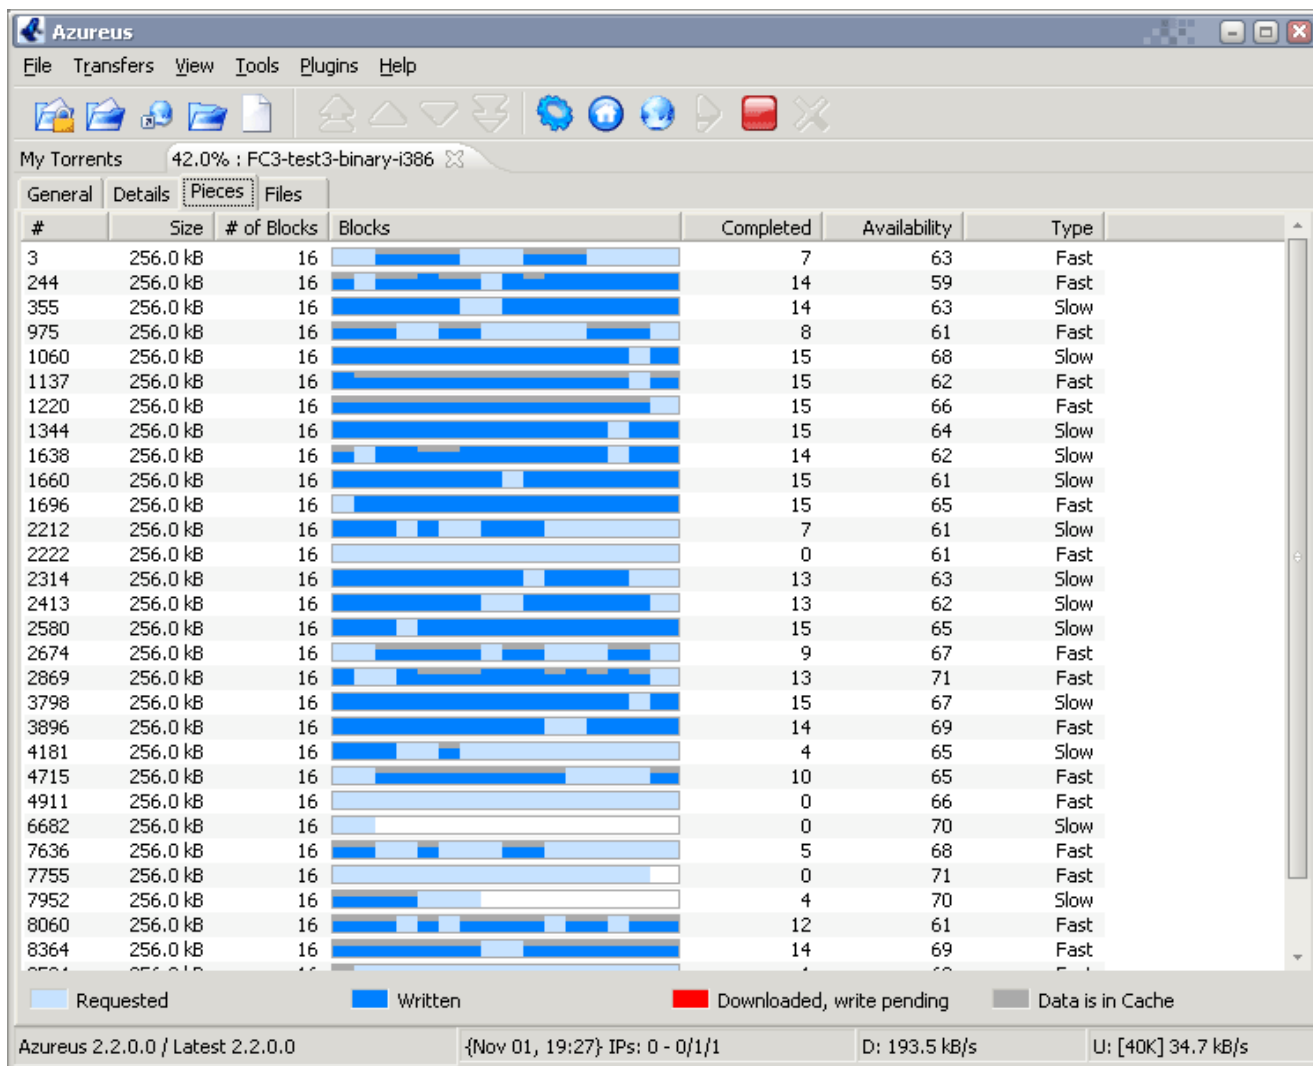 Azureus
File Transfers View Tools Plugins Help
My Torrents 42.0% : FC3-test3-binary-i386
General Details Pieces Files
# Size # of Blocks Blocks Completed Availability Type
3 256.0 kB 16 7 63 Fast
244 256.0 kB 16 14 59 Fast
355 256.0 kB 16 14 63 Slow
975 256.0 kB 16 8 61 Fast
1060 256.0 kB 16 15 68 Slow
1137 256.0 kB 16 15 62 Fast
1220 256.0 kB 16 15 66 Fast
1344 256.0 kB 16 15 64 Slow
1638 256.0 kB 16 14 62 Slow
1660 256.0 kB 16 15 61 Slow
1696 256.0 kB 16 15 65 Fast
2212 256.0 kB 16 7 61 Slow
2222 256.0 kB 16 0 61 Fast
2314 256.0 kB 16 13 63 Slow
2413 256.0 kB 16 13 62 Slow
2580 256.0 kB 16 15 65 Slow
2674 256.0 kB 16 9 67 Fast
2869 256.0 kB 16 13 71 Fast
3798 256.0 kB 16 15 67 Slow
3896 256.0 kB 16 14 69 Fast
4181 256.0 kB 16 4 65 Slow
4715 256.0 kB 16 10 65 Fast
4911 256.0 kB 16 0 66 Fast
6682 256.0 kB 16 0 70 Slow
7636 256.0 kB 16 5 68 Fast
7755 256.0 kB 16 0 71 Fast
7952 256.0 kB 16 4 70 Slow
8060 256.0 kB 16 12 61 Fast
8364 256.0 kB 16 14 69 Fast
Requested Written Downloaded, write pending Data is in Cache
Azureus 2.2.0.0 / Latest 2.2.0.0 {Nov 01, 19:27} IPs: 0 - 0/1/1 D: 193.5 kB/s U: [40K] 34.7 kB/s